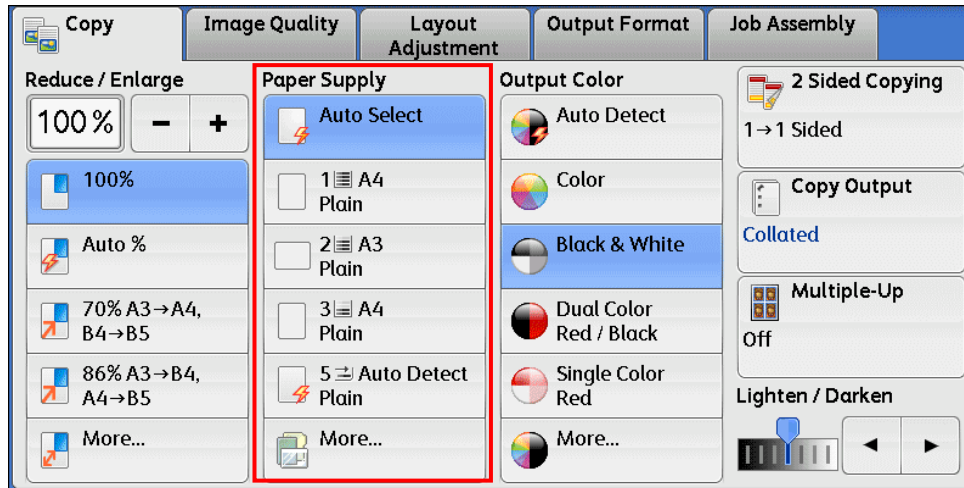 Copy
Image Quality
Layout
Adjustment
Output Format
Job Assembly
Reduce / Enlarge
100%
- +
100%
Auto %
70% A3→A4,
B4→B5
86% A3→B4,
A4→B5
More...
Paper Supply
Auto Select
1 A4
Plain
2 A3
Plain
3 A4
Plain
5 Auto Detect
Plain
More...
Output Color
Auto Detect
Color
Black & White
Dual Color
Red / Black
Single Color
Red
More...
2 Sided Copying
1→1 Sided
Copy Output
Collated
Multiple-Up
Off
Lighten / Darken